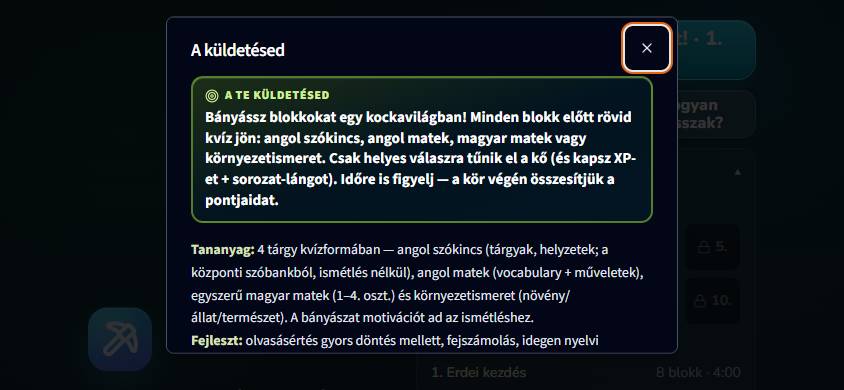 A küldetésed
A TE KÜLDETÉSED
Bányássz blokkokat egy kockavilágban! Minden blokk előtt rövid
kvíz jön: angol szókincs, angol matek, magyar matek vagy
környezetismeret. Csak helyes válaszra tűnik el a kő (és kapsz XP-
et + sorozat-lángot). Időre is figyelj — a kör végén összesítjük a
pontjaidat.
Tananyag: 4 tárgy kvízformában — angol szókincs (tárgyak, helyzetek; a
központi szóbankból, ismétlés nélkül), angol matek (vocabulary + műveletek),
egyszerű magyar matek (1–4. oszt.) és környezetismeret (növény/
állat/természet). A bányászat motivációt ad az ismétléshez.
Fejleszt: olvasásértés gyors döntés mellett, fejszámolás, idegen nyelvi
! · 1.
5.
10.
1. Erdei kezdés
8 blokk · 4:00